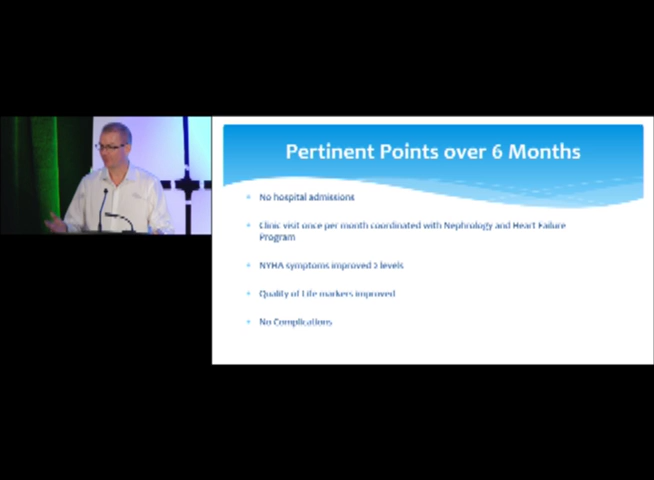 Pertinent Points over 6 Months
No hospital admissions
Clinic visit once per month coordinated with Nephrology and Heart Failure
Program
NYHA symptoms improved 2 levels
Quality of Life markers improved
No Complications